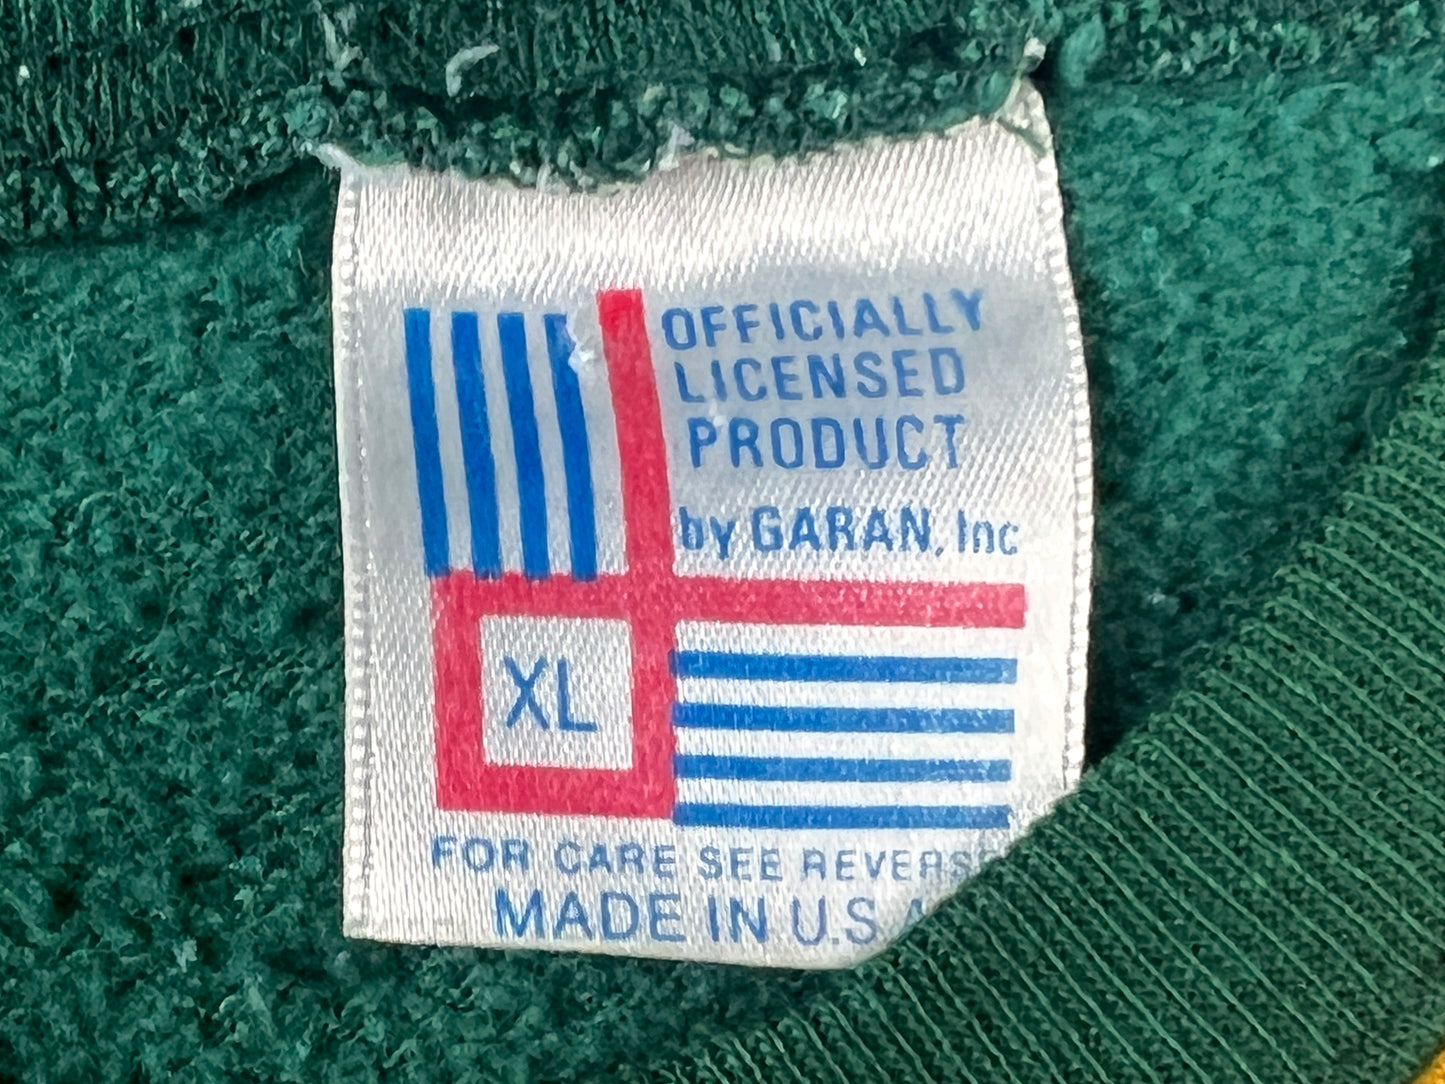 OFFICIALLY
LICENSED
PRODUCT
by GARAN, Inc
XL
FOR CARE SEE REVERSE
MADE IN U.S.A